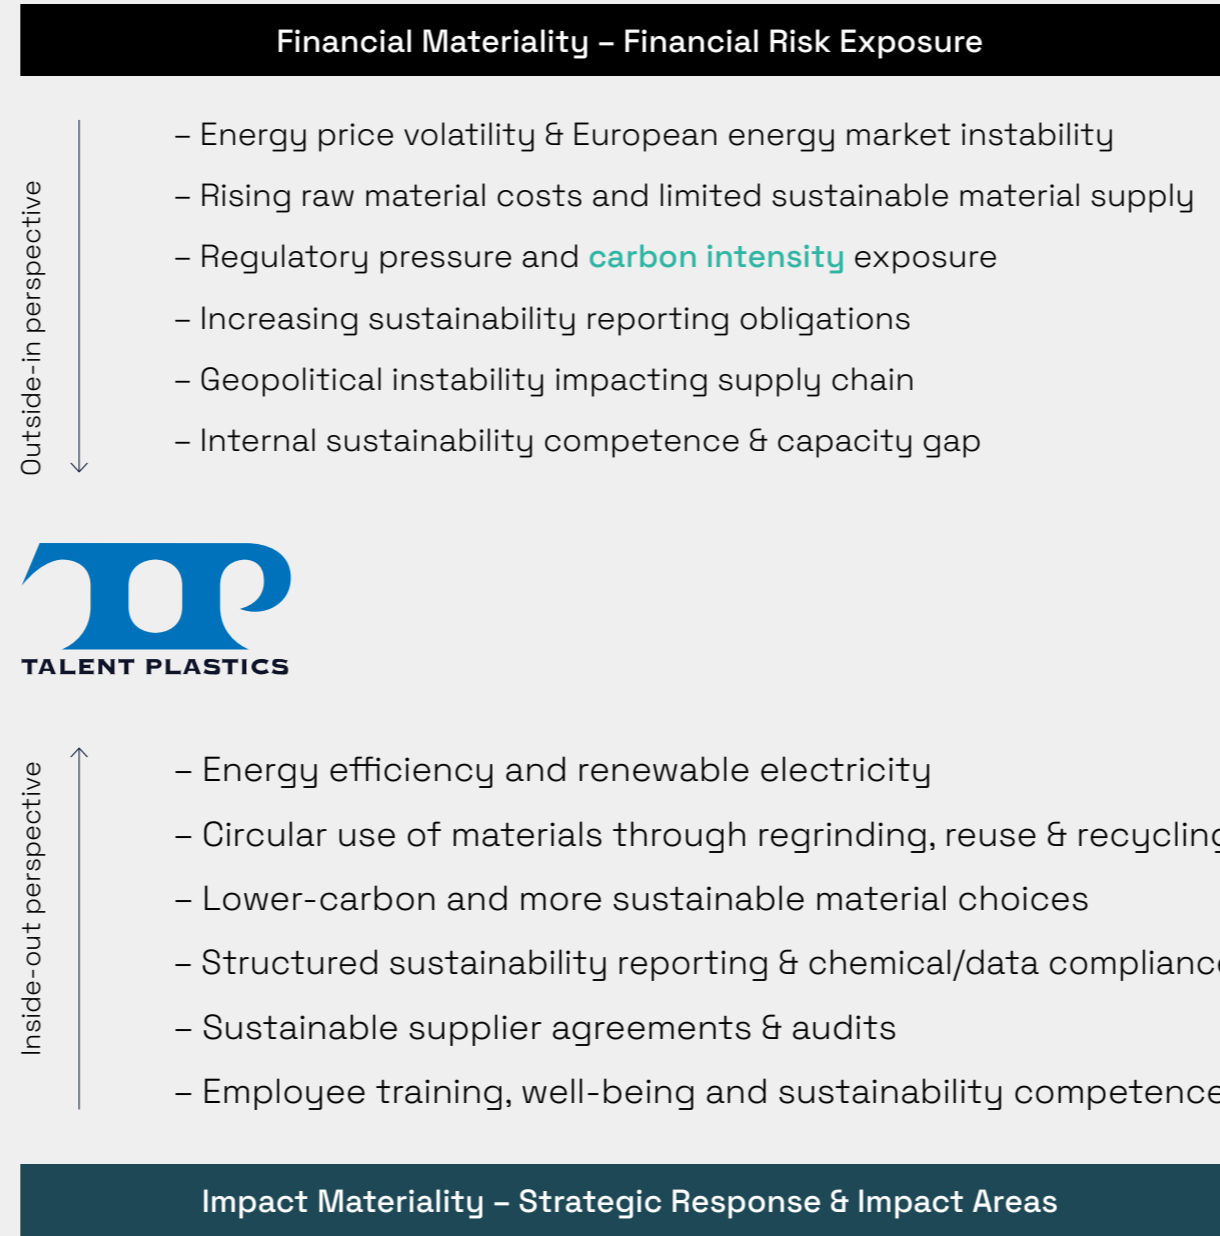 Financial Materiality – Financial Risk Exposure
Outside-in perspective
– Energy price volatility & European energy market instability
– Rising raw material costs and limited sustainable material supply
– Regulatory pressure and carbon intensity exposure
– Increasing sustainability reporting obligations
– Geopolitical instability impacting supply chain
– Internal sustainability competence & capacity gap
TP
TALENT PLASTICS
Inside-out perspective
– Energy efficiency and renewable electricity
– Circular use of materials through regrinding, reuse & recycling
– Lower-carbon and more sustainable material choices
– Structured sustainability reporting & chemical/data compliance
– Sustainable supplier agreements & audits
– Employee training, well-being and sustainability competence
Impact Materiality – Strategic Response & Impact Areas